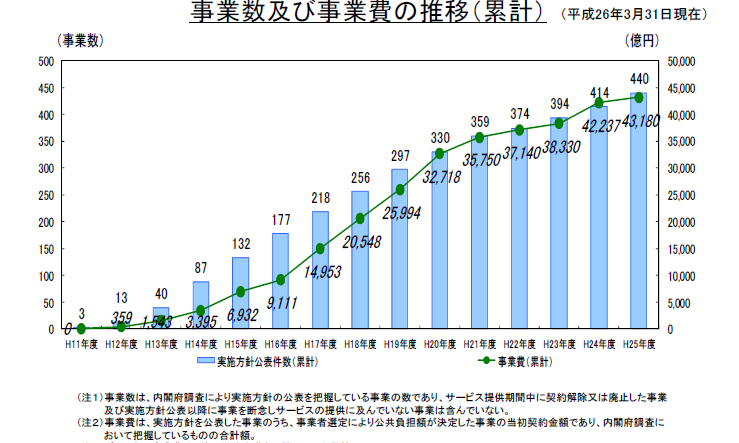 事業数及び事業費の推移（累計）（平成26年3月31日現在）
（事業数） （億円）
500 50,000
450 45,000
400 40,000
350 35,000
300 30,000
250 25,000
200 20,000
150 15,000
100 10,000
50 5,000
0 0
3 13 40 87 132 177 218 256 297 330 359 374 394 414 440
0 359 1,543 3,395 6,932 9,111 14,953 20,548 25,994 32,718 35,750 37,140 38,330 42,237 43,180
H11年度 H12年度 H13年度 H14年度 H15年度 H16年度 H17年度 H18年度 H19年度 H20年度 H21年度 H22年度 H23年度 H24年度 H25年度
実施方針公表件数（累計） 事業費（累計）
（注１）事業数は、内閣府調査により実施方針の公表を把握している事業の数であり、サービス提供期間中に契約解除又は廃止した事業
及び実施方針公表以降に事業を断念しサービスの提供に及んでいない事業は含んでいない。
（注２）事業費は、実施方針を公表した事業のうち、事業者選定により公共負担額が決定した事業の当初契約金額であり、内閣府調査に
おいて把握しているものの合計額。